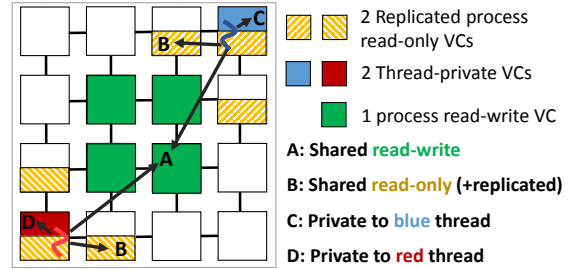 C
B
A
D
B
2 Replicated process
read-only VCs
2 Thread-private VCs
1 process read-write VC
A: Shared read-write
B: Shared read-only (+replicated)
C: Private to blue thread
D: Private to red thread